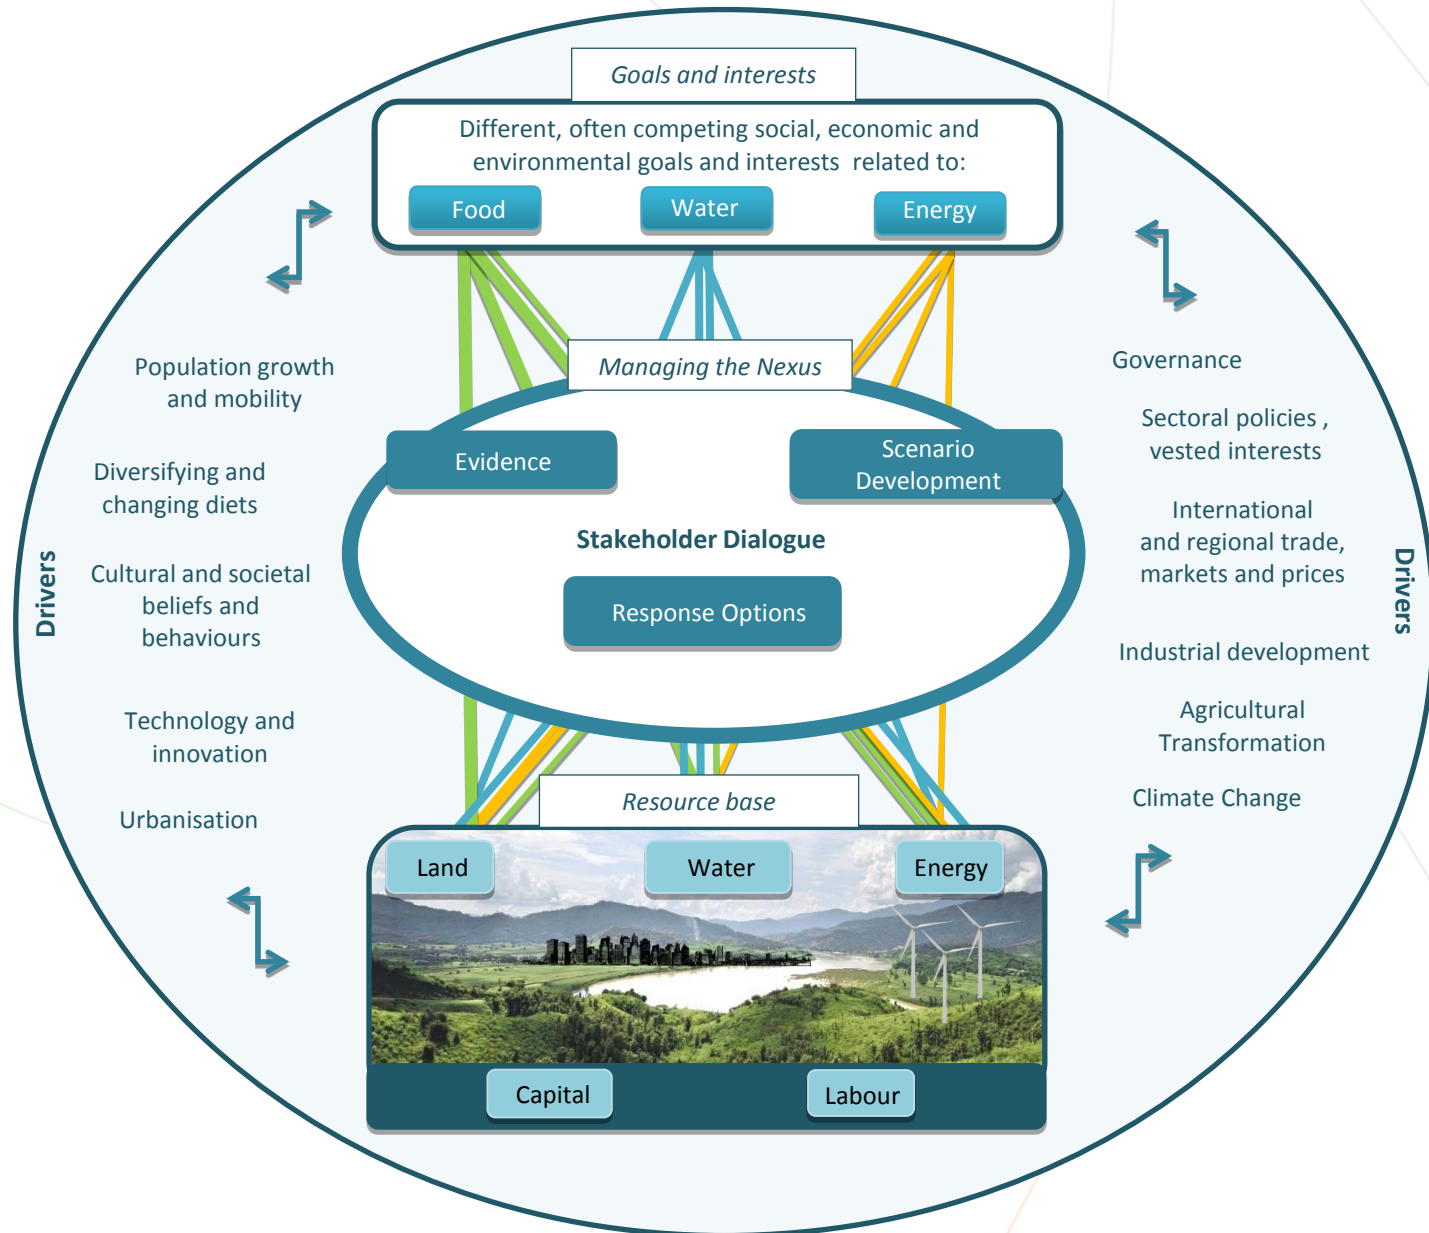 Goals and interests
Different, often competing social, economic and
environmental goals and interests related to:
Food
Water
Energy
Managing the Nexus
Evidence
Scenario
Development
Stakeholder Dialogue
Response Options
Drivers
Population growth
and mobility
Diversifying and
changing diets
Cultural and societal
beliefs and
behaviours
Technology and
innovation
Urbanisation
Governance
Sectoral policies ,
vested interests
International
and regional trade,
markets and prices
Industrial development
Agricultural
Transformation
Climate Change
Drivers
Resource base
Land
Water
Energy
Capital
Labour